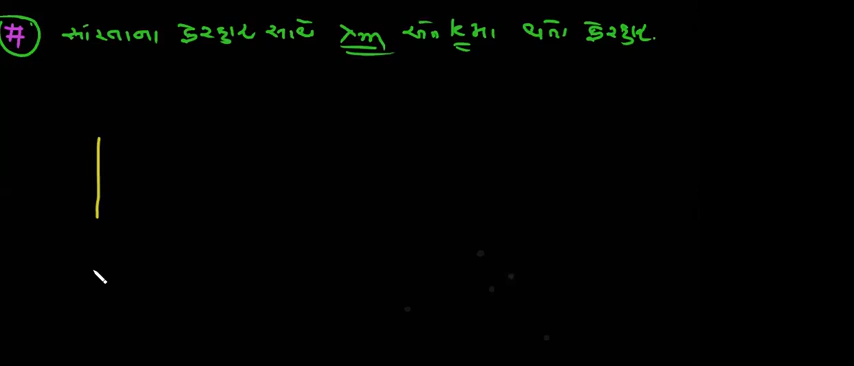 # સાંદ્રતાના ફેરફાર સાથે λm અને k માં થતો ફેરફાર.